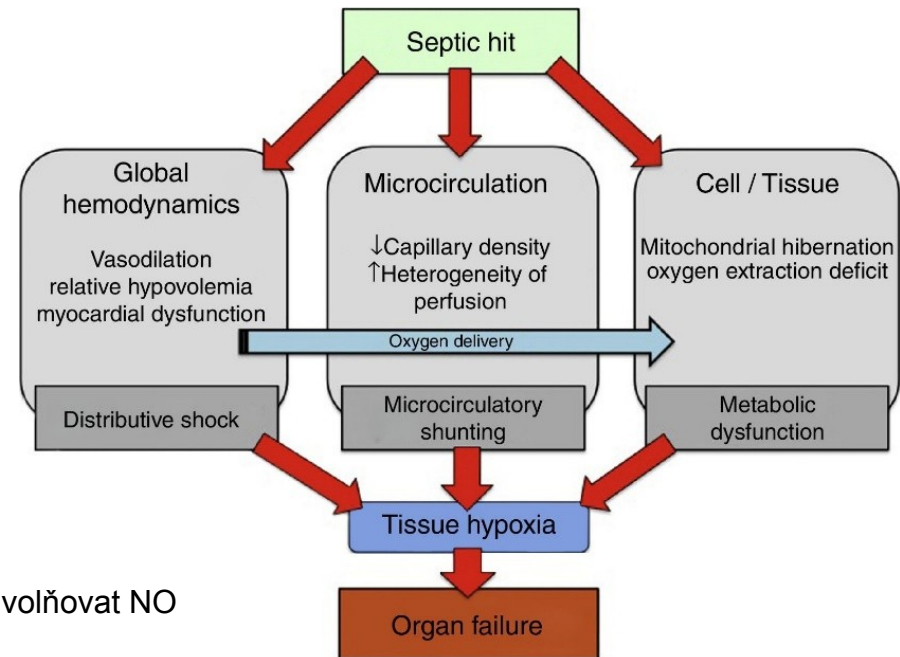 Septic hit
Global
hemodynamics
Vasodilation
relative hypovolemia
myocardial dysfunction
Distributive shock
Microcirculation
↓Capillary density
↑Heterogeneity of
perfusion
Microcirculatory
shunting
Cell / Tissue
Mitochondrial hibernation
oxygen extraction deficit
Metabolic
dysfunction
Oxygen delivery
Tissue hypoxia
Organ failure
volňovat NO